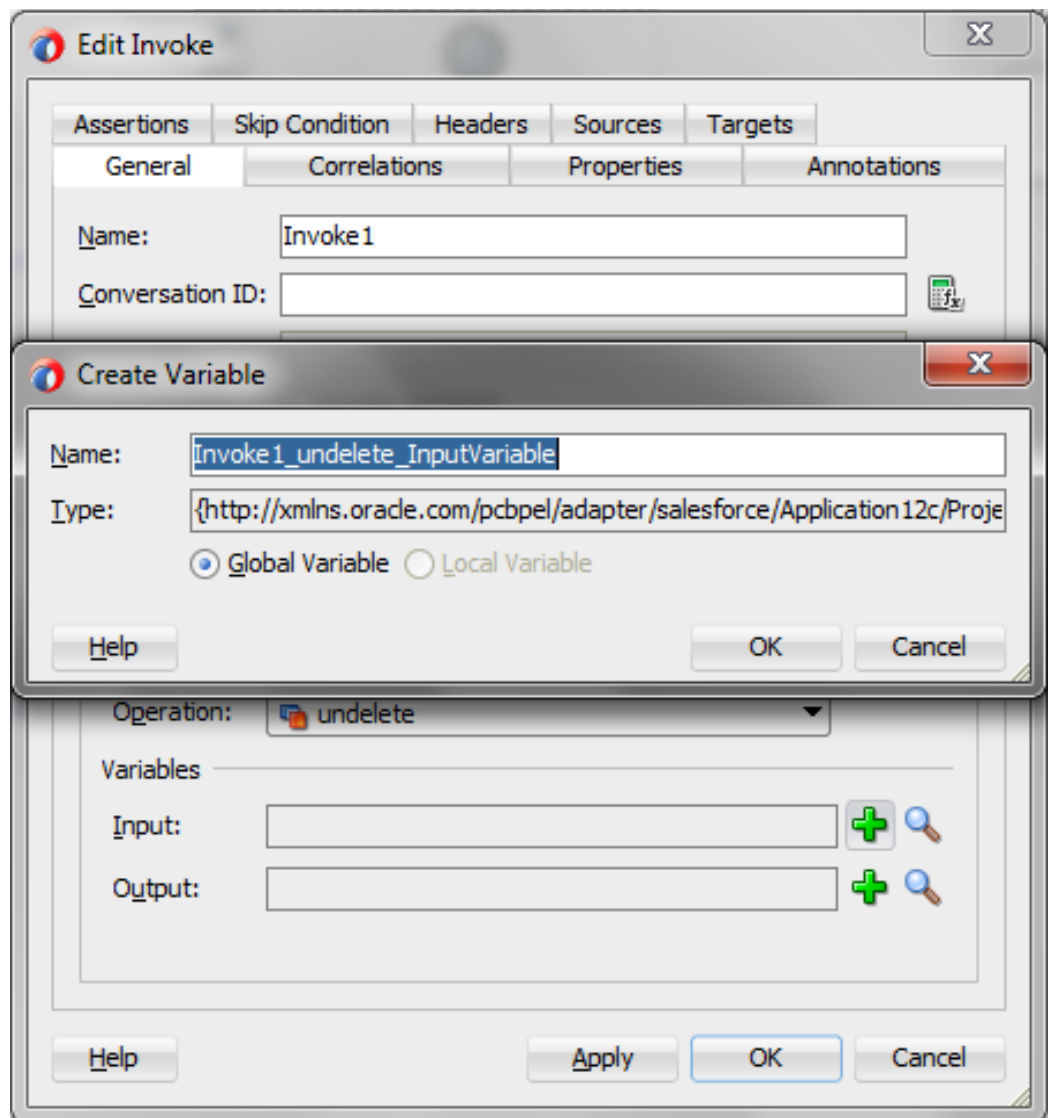 Edit Invoke
Assertions Skip Condition Headers Sources Targets
General Correlations Properties Annotations
Name: Invoke1
Conversation ID:
Create Variable
Name: Invoke1_undelete_InputVariable
Type: {http://xmlns.oracle.com/pcbpel/adapter/salesforce/Application12c/Proje
Global Variable Local Variable
Help OK Cancel
Operation: undelete
Variables
Input:
Output:
Help Apply OK Cancel